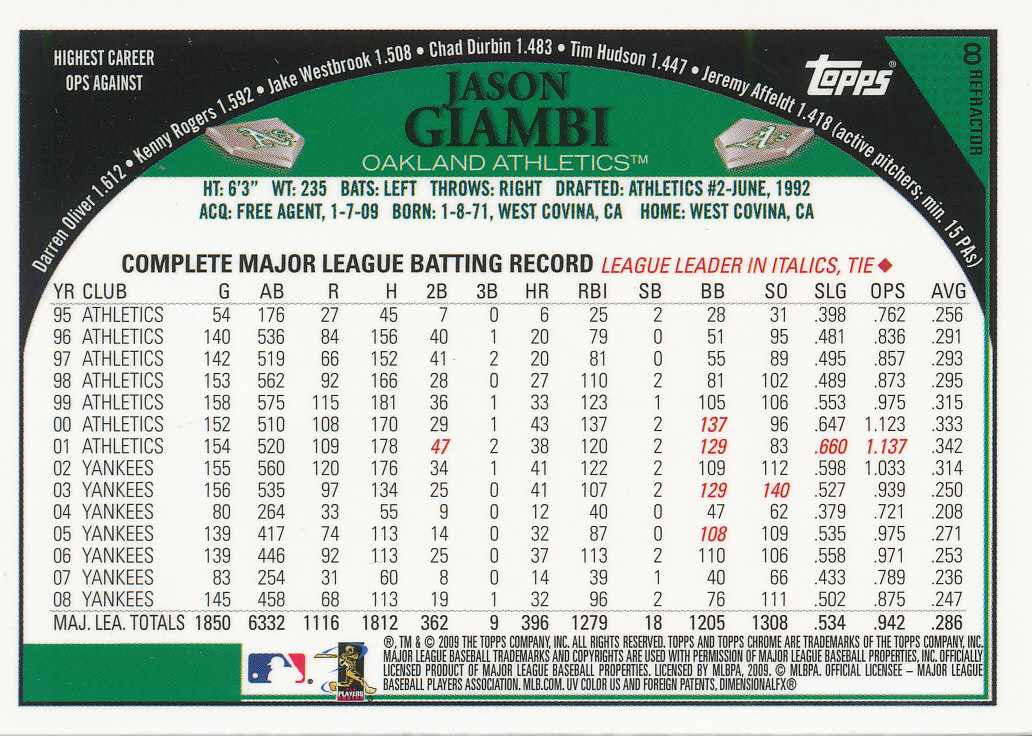 HIGHEST CAREER
OPS AGAINST
Darren Oliver 1.612 • Kenny Rogers 1.592 • Jake Westbrook 1.508 • Chad Durbin 1.483 • Tim Hudson 1.447 • Jeremy Affeldt 1.418 (active pitchers; min. 15 PAs)
topps®
8 REFRACTOR
JASON
GIAMBI
A's A's
OAKLAND ATHLETICS™
HT: 6'3" WT: 235 BATS: LEFT THROWS: RIGHT DRAFTED: ATHLETICS #2-JUNE, 1992
ACQ: FREE AGENT, 1-7-09 BORN: 1-8-71, WEST COVINA, CA HOME: WEST COVINA, CA
COMPLETE MAJOR LEAGUE BATTING RECORD LEAGUE LEADER IN ITALICS, TIE ◆
YR CLUB G AB R H 2B 3B HR RBI SB BB SO SLG OPS AVG
95 ATHLETICS 54 176 27 45 7 0 6 25 2 28 31 .398 .762 .256
96 ATHLETICS 140 536 84 156 40 1 20 79 0 51 95 .481 .836 .291
97 ATHLETICS 142 519 66 152 41 2 20 81 0 55 89 .495 .857 .293
98 ATHLETICS 153 562 92 166 28 0 27 110 2 81 102 .489 .873 .295
99 ATHLETICS 158 575 115 181 36 1 33 123 1 105 106 .553 .975 .315
00 ATHLETICS 152 510 108 170 29 1 43 137 2 137 96 .647 1.123 .333
01 ATHLETICS 154 520 109 178 47 2 38 120 2 129 83 .660 1.137 .342
02 YANKEES 155 560 120 176 34 1 41 122 2 109 112 .598 1.033 .314
03 YANKEES 156 535 97 134 25 0 41 107 2 129 140 .527 .939 .250
04 YANKEES 80 264 33 55 9 0 12 40 0 47 62 .379 .721 .208
05 YANKEES 139 417 74 113 14 0 32 87 0 108 109 .535 .975 .271
06 YANKEES 139 446 92 113 25 0 37 113 2 110 106 .558 .971 .253
07 YANKEES 83 254 31 60 8 0 14 39 1 40 66 .433 .789 .236
08 YANKEES 145 458 68 113 19 1 32 96 2 76 111 .502 .875 .247
MAJ. LEA. TOTALS 1850 6332 1116 1812 362 9 396 1279 18 1205 1308 .534 .942 .286
®, TM & © 2009 THE TOPPS COMPANY, INC. ALL RIGHTS RESERVED. TOPPS AND TOPPS CHROME ARE TRADEMARKS OF THE TOPPS COMPANY, INC.
MAJOR LEAGUE BASEBALL TRADEMARKS AND COPYRIGHTS ARE USED WITH PERMISSION OF MAJOR LEAGUE BASEBALL PROPERTIES, INC. OFFICIALLY
LICENSED PRODUCT OF MAJOR LEAGUE BASEBALL PROPERTIES. LICENSED BY MLBPA, 2009. © MLBPA. OFFICIAL LICENSEE – MAJOR LEAGUE
BASEBALL PLAYERS ASSOCIATION. MLB.COM. UV COLOR US AND FOREIGN PATENTS, DIMENSIONALFX®
PLAYERS